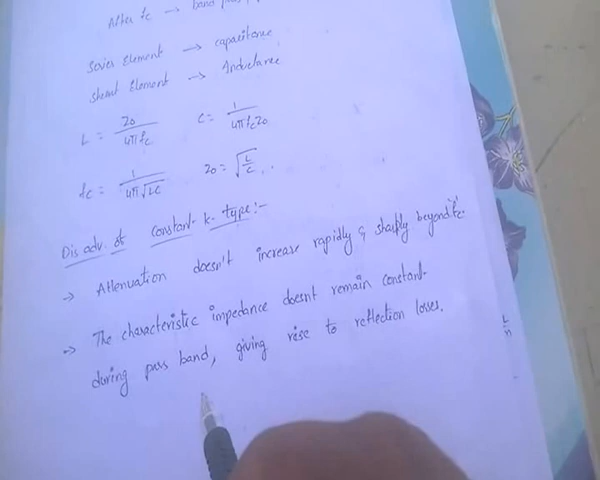 After fc → band pass
Series Element → capacitance
Shunt Element → Inductance
L = Z0 / 4πfc C = 1 / 4πfcZ0
fc = 1 / 4π√LC Z0 = √L/C
Dis adv. of constant- k- type:-
→ Attenuation doesn't increase rapidly & sharply beyond 'fc'
→ The characteristic impedance doesnt remain constant-
during pass band, giving rise to reflection losses.